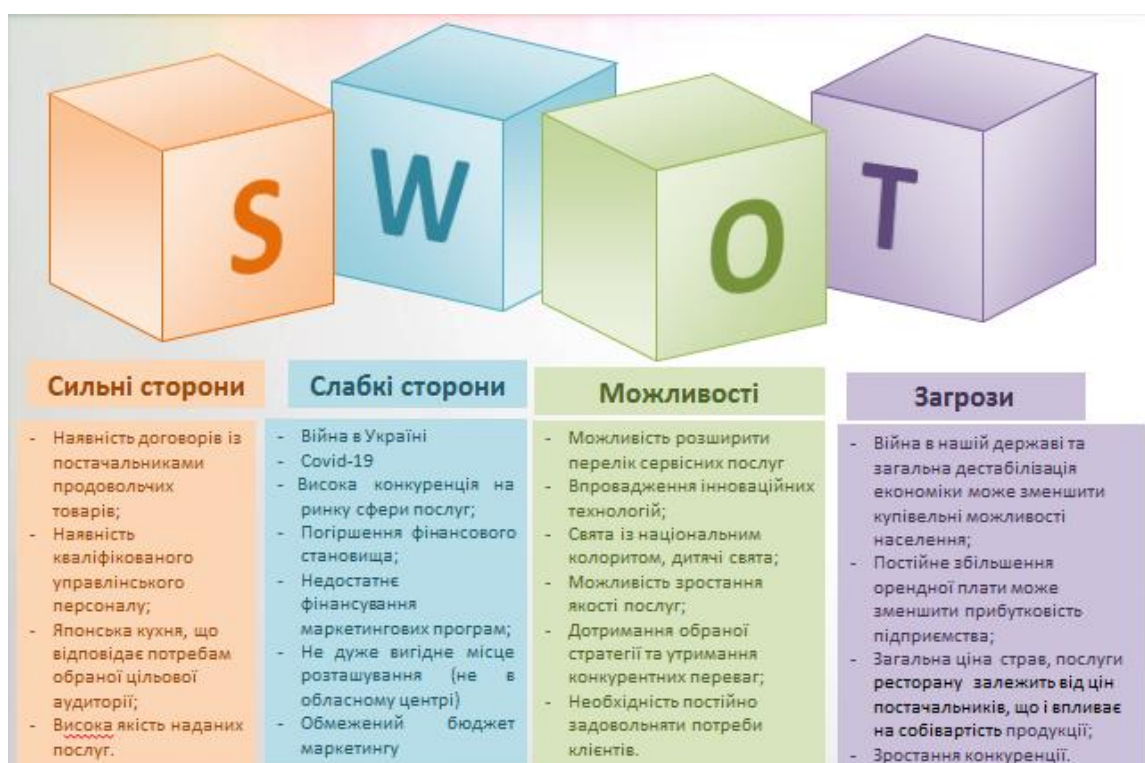 S
W
O
T
Сильні сторони
- Наявність договорів із
постачальниками
продовольчих
товарів;
- Наявність
кваліфікованого
управлінського
персоналу;
- Японська кухня, що
відповідає потребам
обраної цільової
аудиторії;
- Висока якість наданих
послуг.
Слабкі сторони
- Війна в Україні
- Covid-19
- Висока конкуренція на
ринку сфери послуг;
- Погіршення фінансового
становища;
- Недостатнє
фінансування
маркетингових програм;
- Не дуже вигідне місце
розташування (не в
обласному центрі)
- Обмежений бюджет
маркетингу
Можливості
- Можливість розширити
перелік сервісних послуг
- Впровадження інноваційних
технологій;
- Свята із національним
колоритом, дитячі свята;
- Можливість зростання
якості послуг;
- Дотримання обраної
стратегії та утримання
конкурентних переваг;
- Необхідність постійно
задовольняти потреби
клієнтів.
Загрози
- Війна в нашій державі та
загальна дестабілізація
економіки може зменшити
купівельні можливості
населення;
- Постійне збільшення
орендної плати може
зменшити прибутковість
підприємства;
- Загальна ціна страв, послуги
ресторану залежить від цін
постачальників, що і впливає
на собівартість продукції;
- Зростання конкуренції.